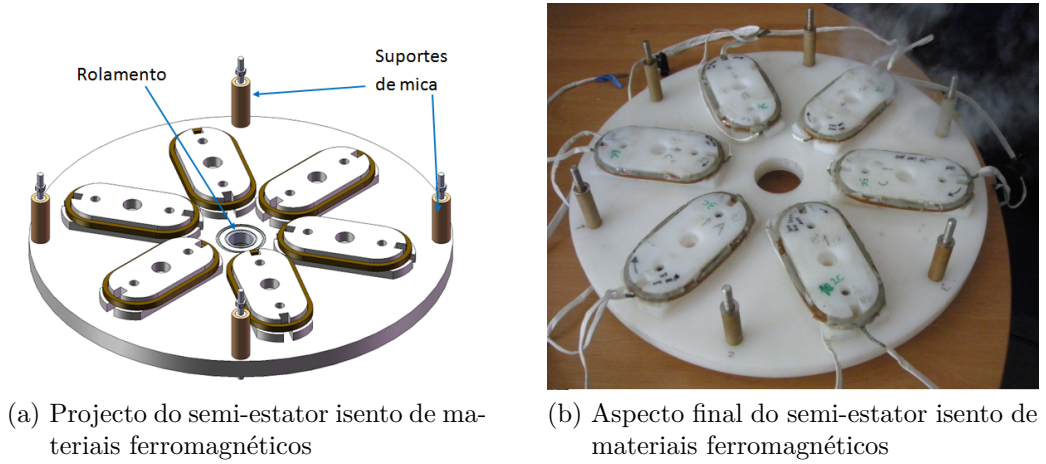 Rolamento
Suportes
de mica
(a) Projecto do semi-estator isento de ma-
teriais ferromagnéticos
(b) Aspecto final do semi-estator isento de
materiais ferromagnéticos